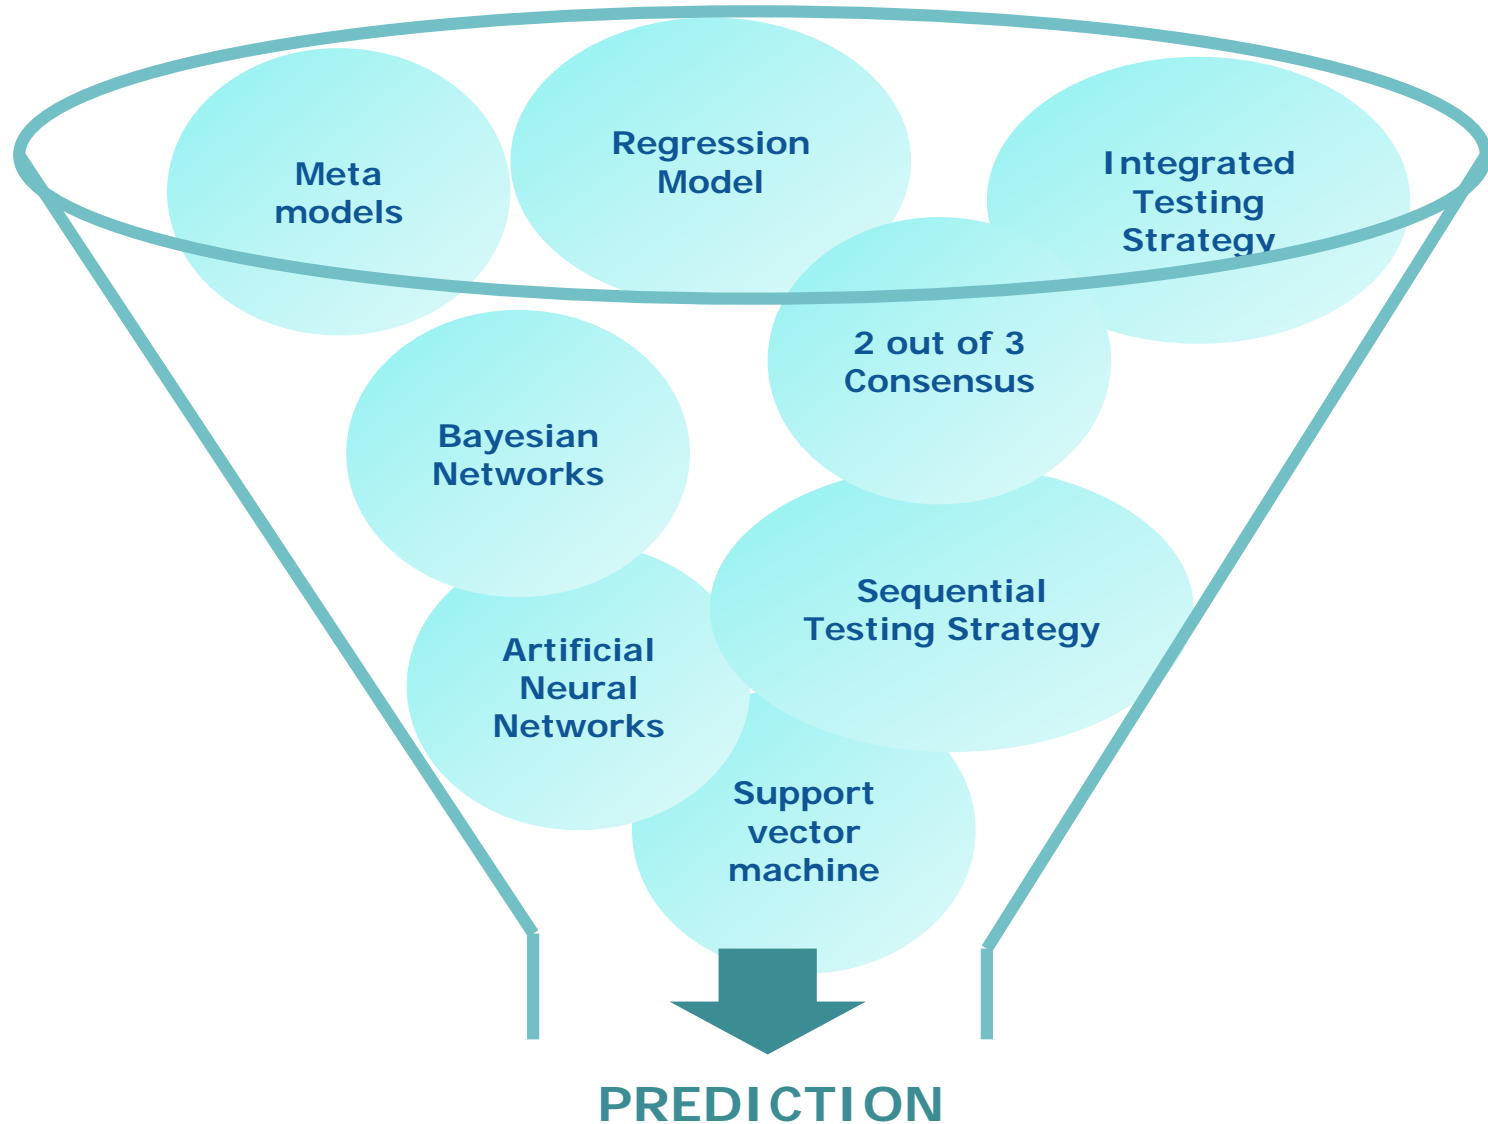 Meta
models
Regression
Model
Integrated
Testing
Strategy
2 out of 3
Consensus
Bayesian
Networks
Sequential
Testing Strategy
Artificial
Neural
Networks
Support
vector
machine
PREDICTION